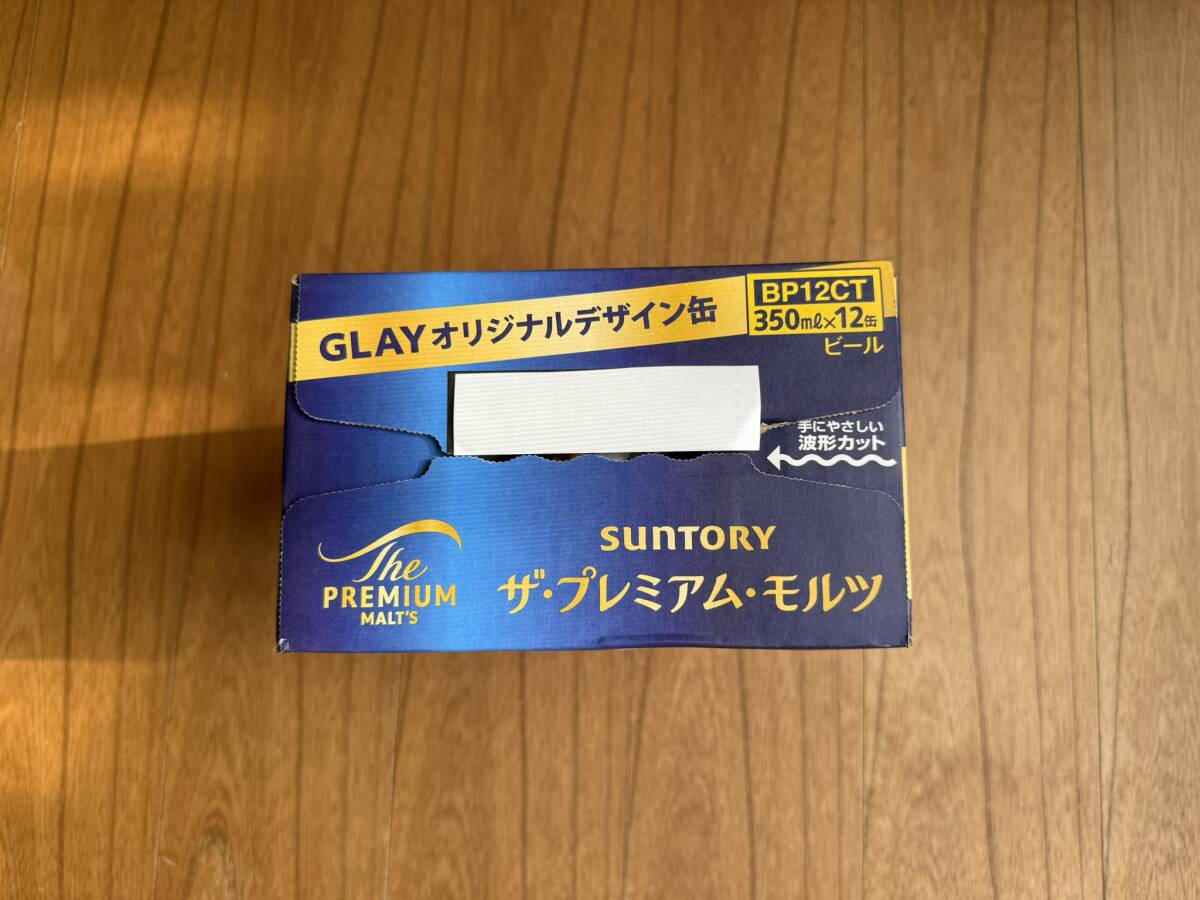 GLAYオリジナルデザイン缶
BP12CT
350ml×12缶
ビール
手にやさしい
波形カット
The
PREMIUM
MALT'S
SUNTORY
ザ・プレミアム・モルツ